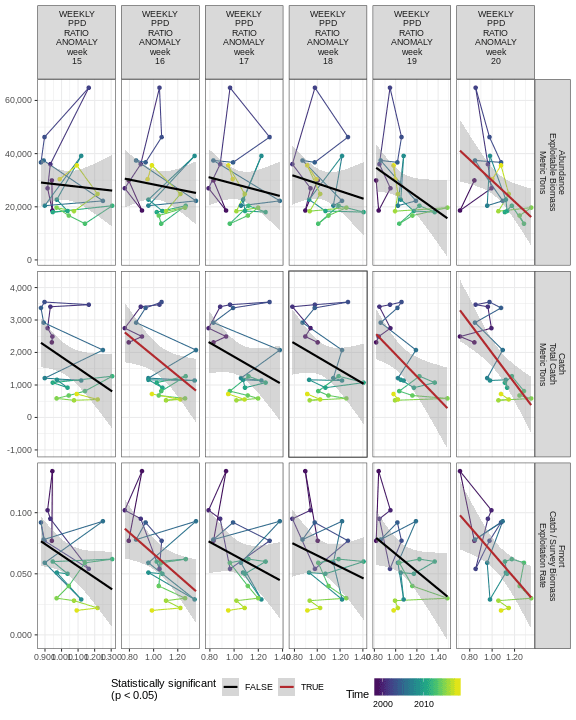 WEEKLY WEEKLY WEEKLY WEEKLY WEEKLY WEEKLY
PPD PPD PPD PPD PPD PPD
RATIO RATIO RATIO RATIO RATIO RATIO
ANOMALY ANOMALY ANOMALY ANOMALY ANOMALY ANOMALY
week week week week week week
15 16 17 18 19 20
60,000
40,000
20,000
0
Abundance
Exploitable Biomass
Metric Tons
4,000
3,000
2,000
1,000
0
-1,000
Catch
Total Catch
Metric Tons
0.100
0.050
0.000
Fmort
Catch / Survey Biomass
Exploitation Rate
0.80 1.00 1.20 0.80 1.00 1.20 1.40 0.80 1.00 1.20 1.40 0.80 1.00 1.20 0.80 1.00 1.20
Statistically significant
(p < 0.05)
FALSE
TRUE
Time
2000 2010